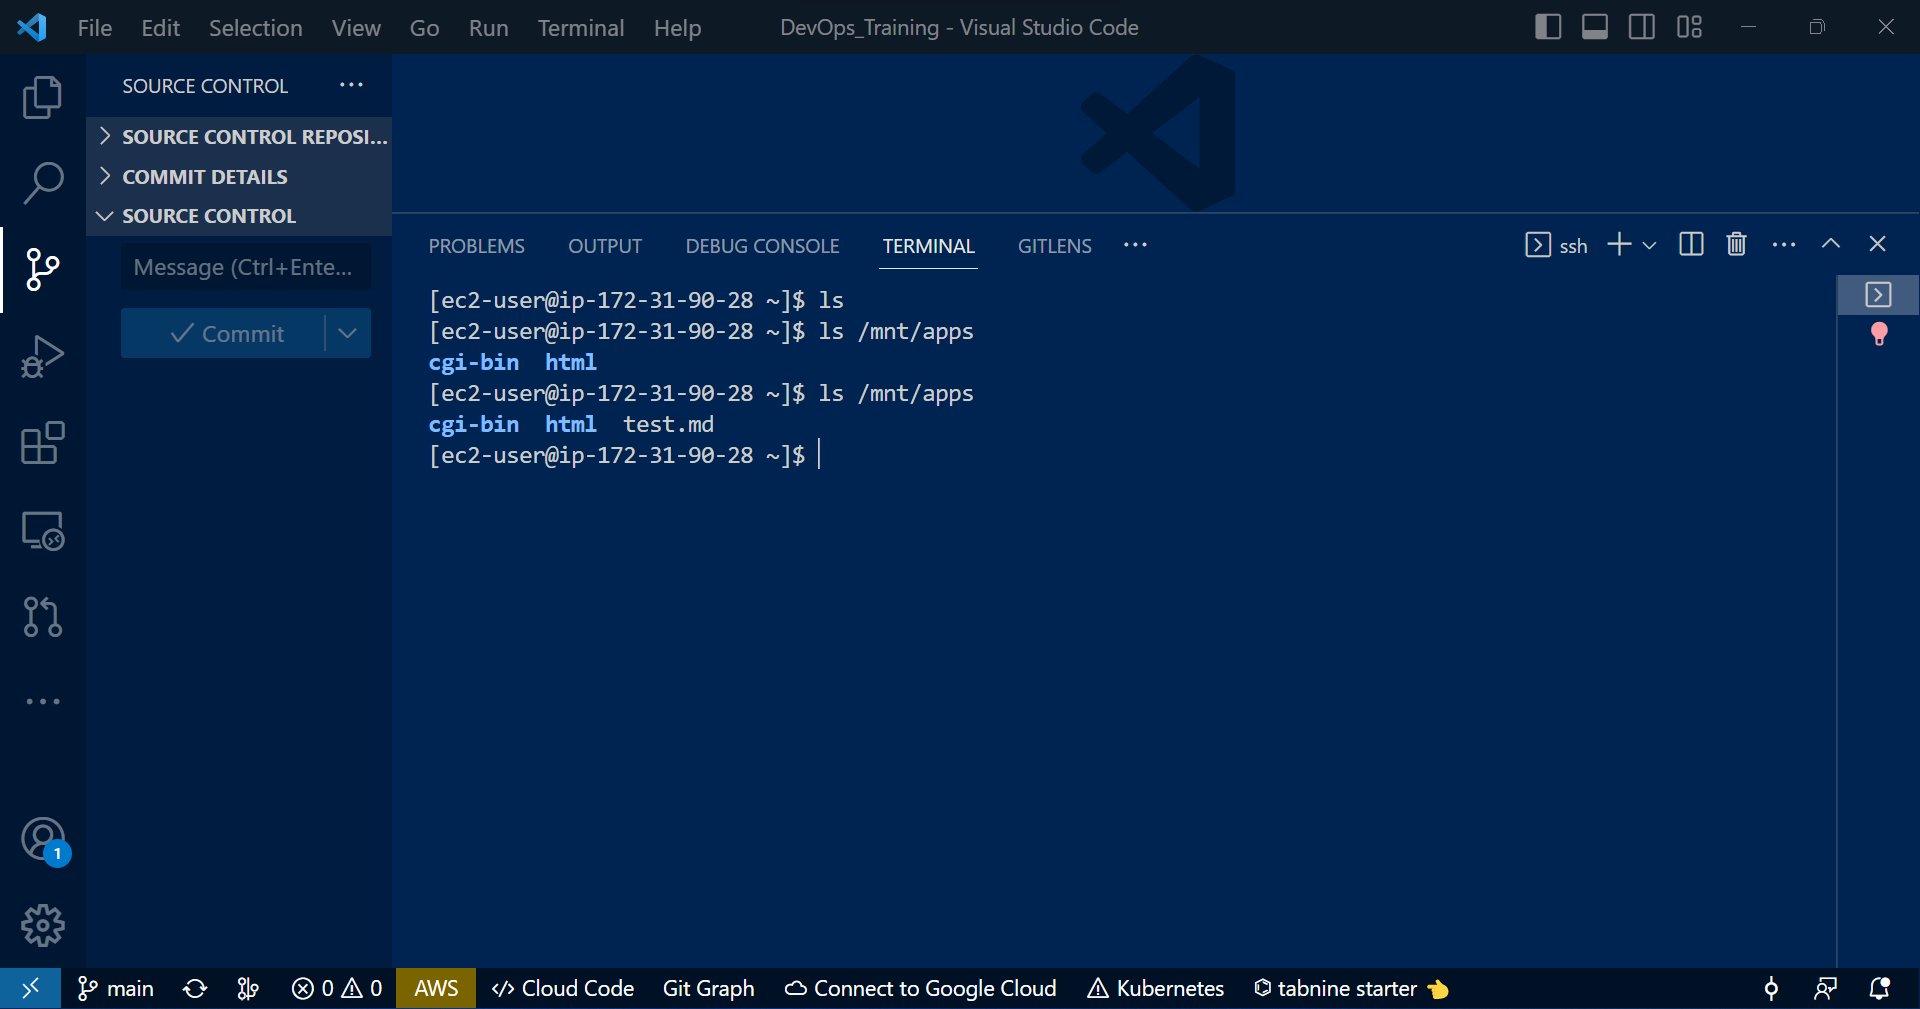 File Edit Selection View Go Run Terminal Help DevOps_Training - Visual Studio Code
SOURCE CONTROL ···
SOURCE CONTROL REPOSI...
COMMIT DETAILS
SOURCE CONTROL
Message (Ctrl+Ente...
Commit
PROBLEMS OUTPUT DEBUG CONSOLE TERMINAL GITLENS ··· ssh
[ec2-user@ip-172-31-90-28 ~]$ ls
[ec2-user@ip-172-31-90-28 ~]$ ls /mnt/apps
cgi-bin html
[ec2-user@ip-172-31-90-28 ~]$ ls /mnt/apps
cgi-bin html test.md
[ec2-user@ip-172-31-90-28 ~]$
1
main 0 0 AWS </> Cloud Code Git Graph Connect to Google Cloud Kubernetes tabnine starter